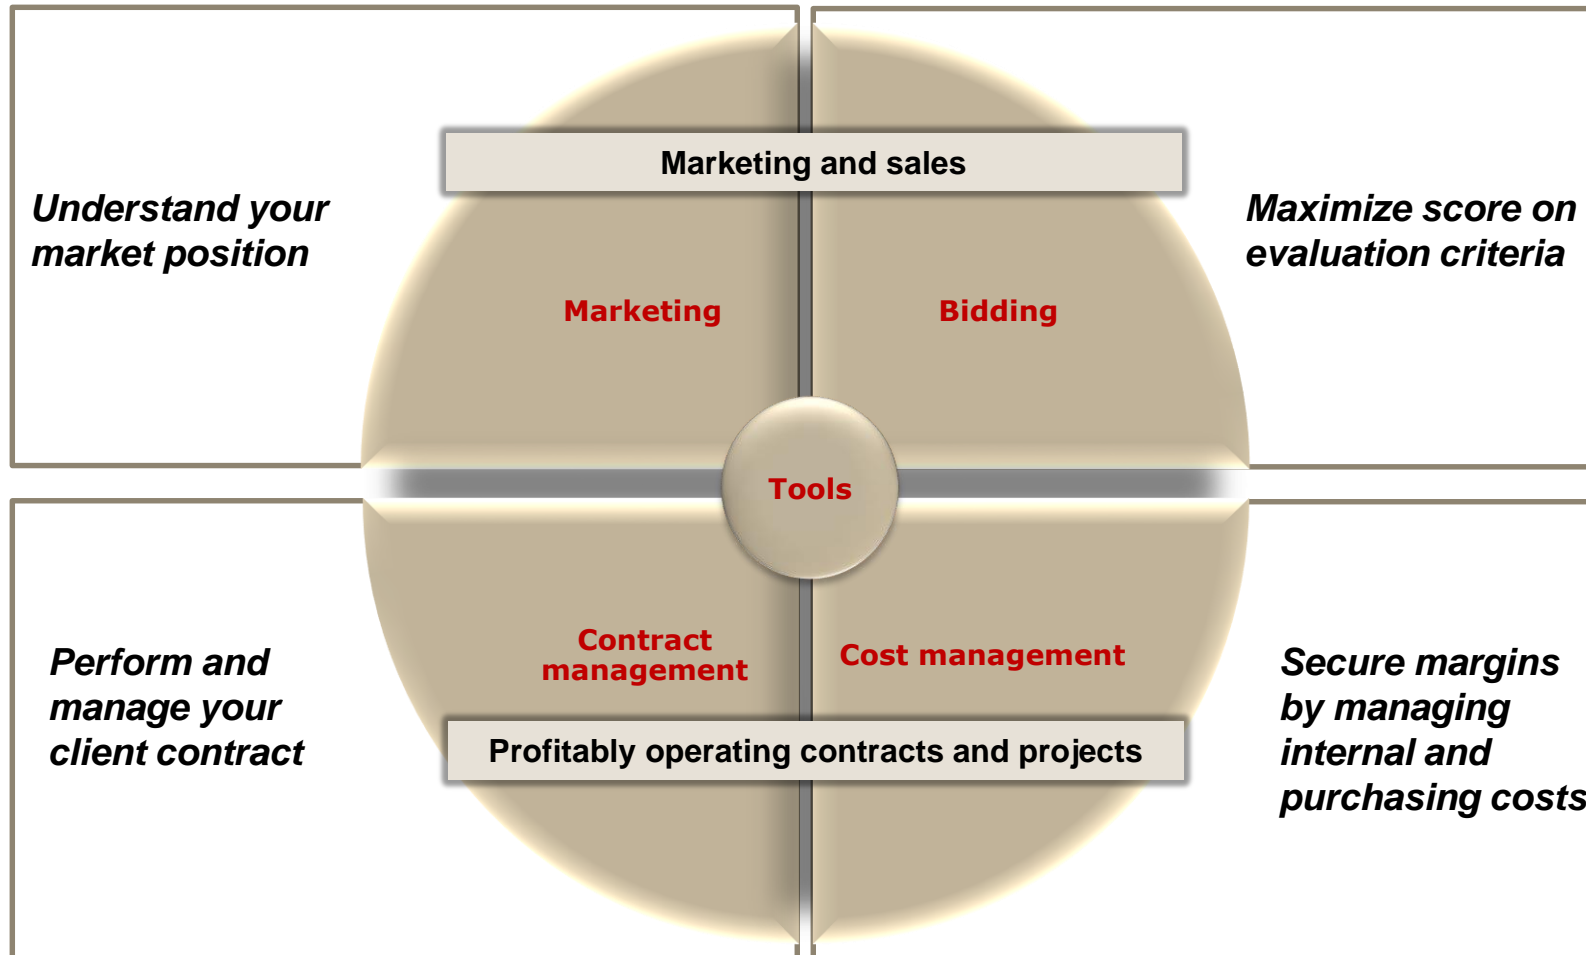 Marketing and sales
Understand your
market position
Maximize score on
evaluation criteria
Marketing
Bidding
Tools
Contract
management
Cost management
Perform and
manage your
client contract
Secure margins
by managing
internal and
purchasing costs
Profitably operating contracts and projects